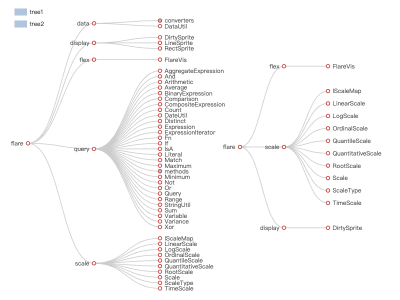 tree1
tree2
flare
data
converters
DataUtil
display
DirtySprite
LineSprite
RectSprite
flex
FlareVis
query
AggregateExpression
And
Arithmetic
Average
BinaryExpression
Comparison
CompositeExpression
Count
DateUtil
Distinct
Expression
ExpressionIterator
Fn
If
IsA
Literal
Match
Maximum
methods
Minimum
Not
Or
Query
Range
StringUtil
Sum
Variable
Variance
Xor
scale
IScaleMap
LinearScale
LogScale
OrdinalScale
QuantileScale
QuantitativeScale
RootScale
Scale
ScaleType
TimeScale
flare
flex
FlareVis
scale
IScaleMap
LinearScale
LogScale
OrdinalScale
QuantileScale
QuantitativeScale
RootScale
Scale
ScaleType
TimeScale
display
DirtySprite